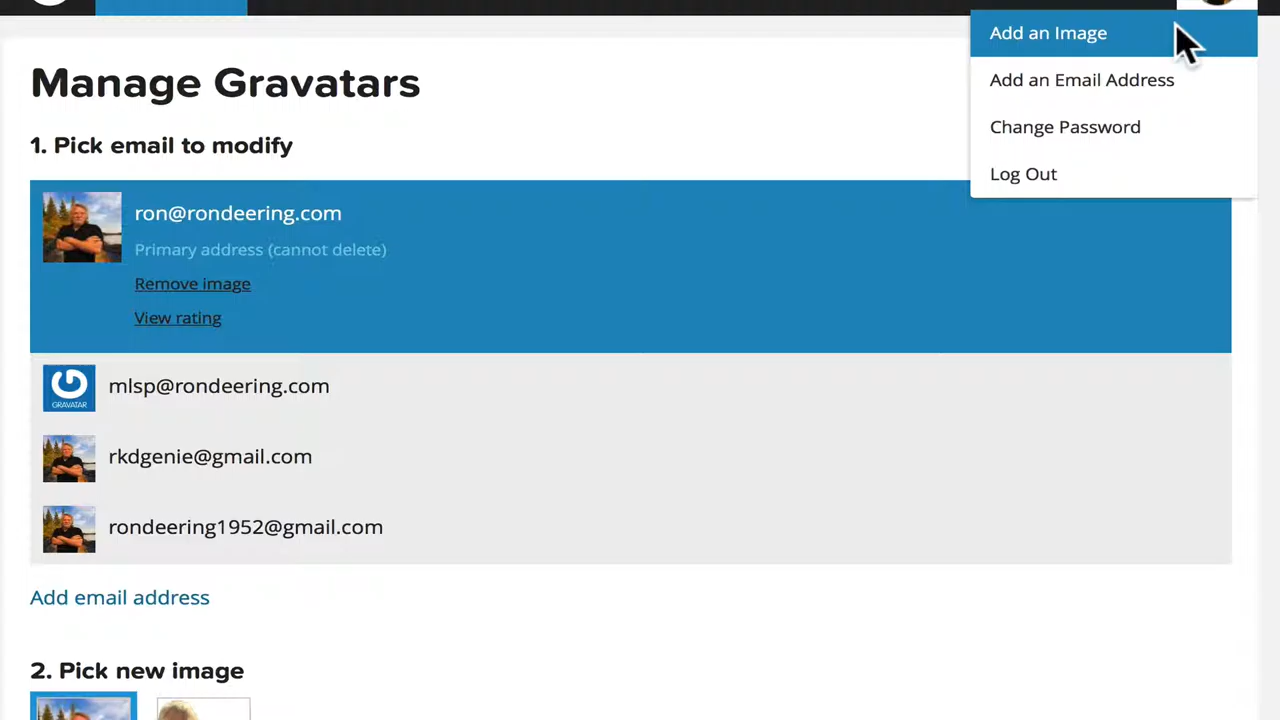 Add an Image
Add an Email Address
Change Password
Log Out
Manage Gravatars
1. Pick email to modify
ron@rondeering.com
Primary address (cannot delete)
Remove image
View rating
GRAVATAR
mlsp@rondeering.com
rkdgenie@gmail.com
rondeering1952@gmail.com
Add email address
2. Pick new image